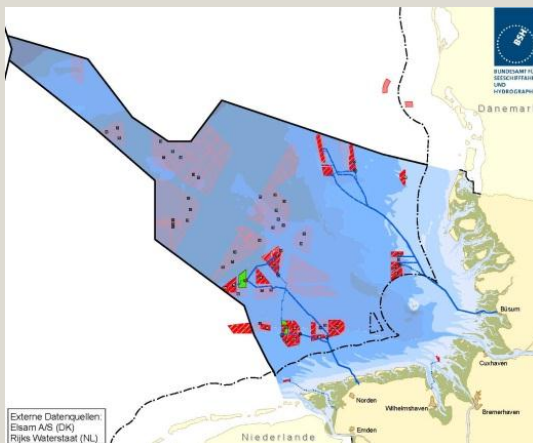 BSH
BUNDESAMT FÜR
SEESCHIFFFAHRT
UND
HYDROGRAPHIE
Dänemark
Büsum
Cuxhaven
Bremerhaven
Wilhelmshaven
Norden
Emden
Niederlande
Externe Datenquellen:
Elsam A/S (DK)
Rijks Waterstaat (NL)